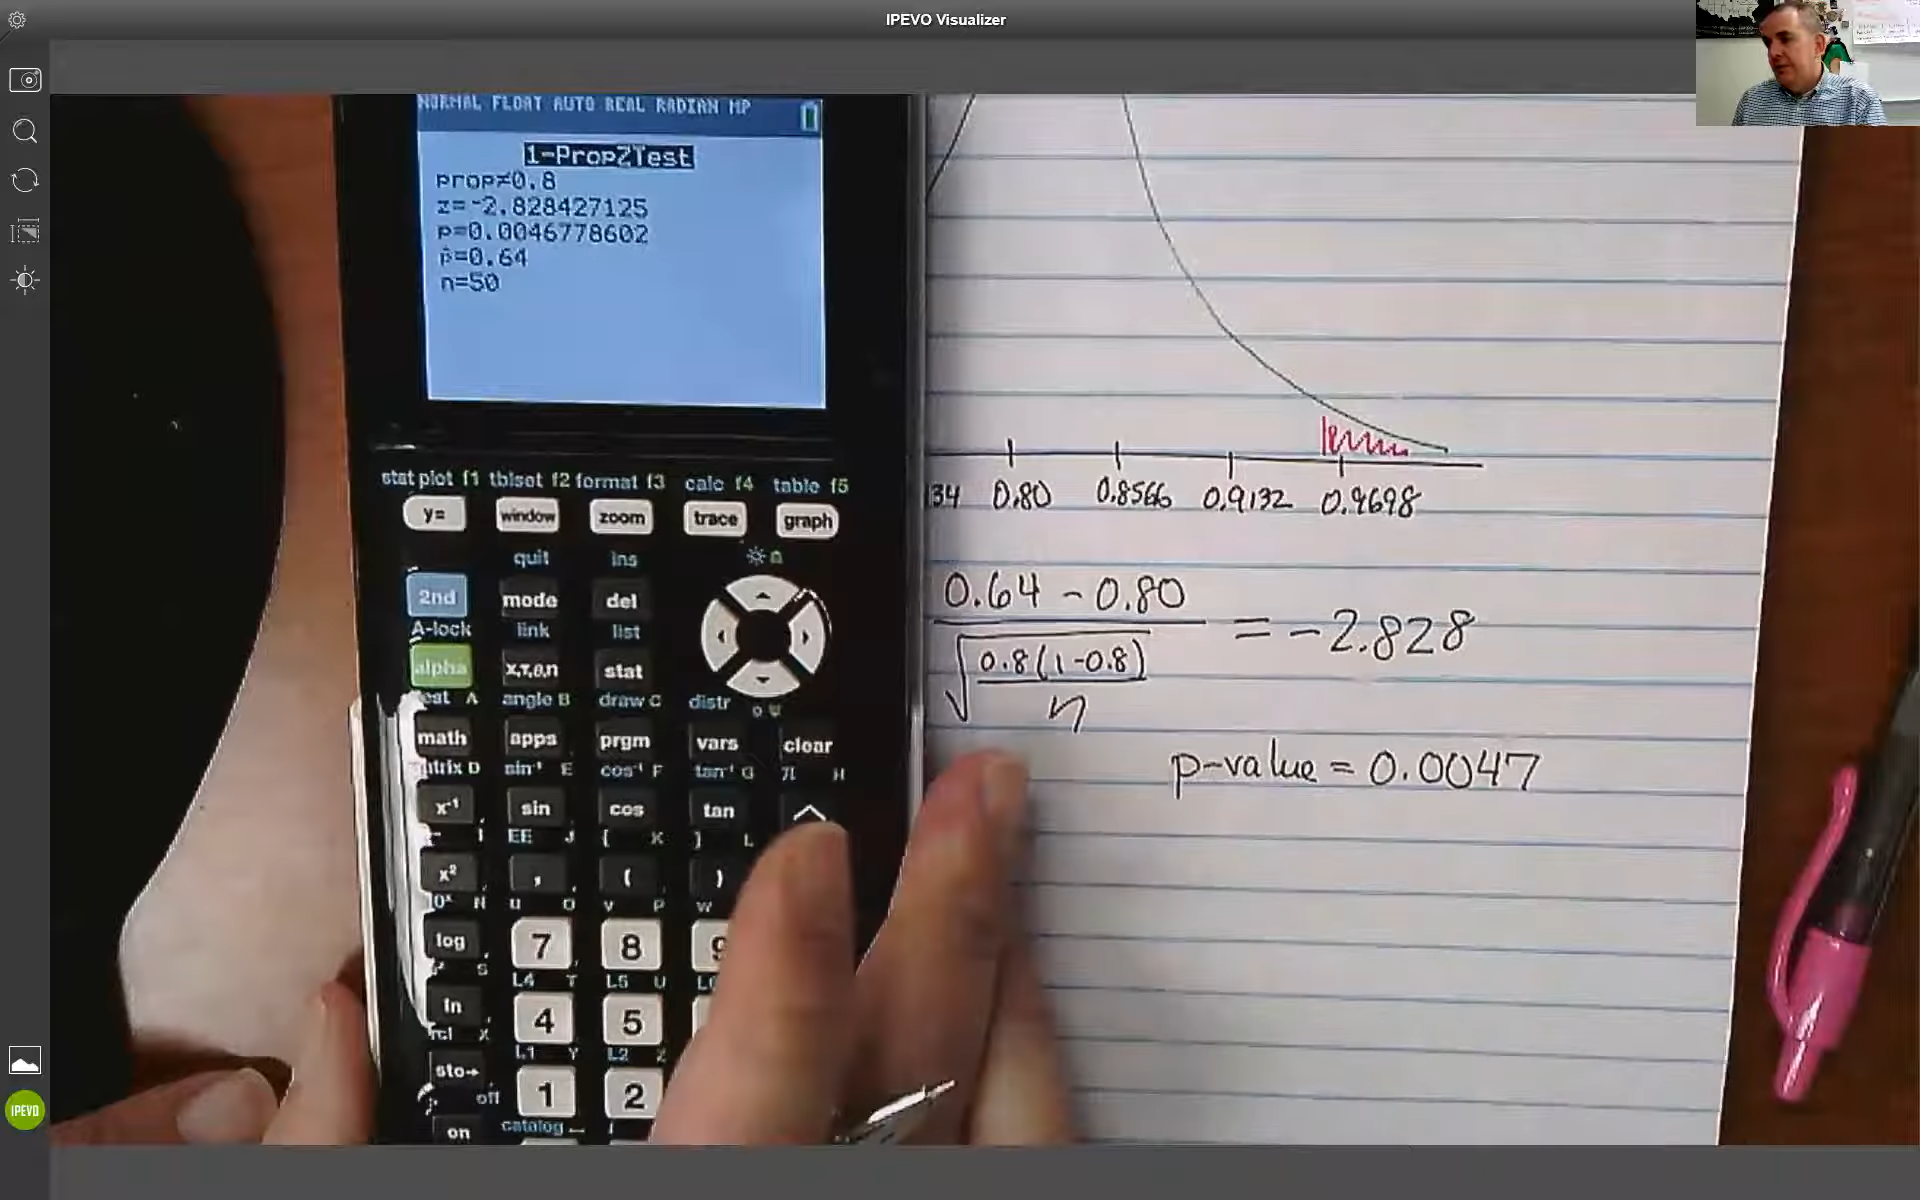 IPEVO Visualizer
NORMAL FLOAT AUTO REAL RADIAN MP
1-PropZTest
prop≠0.8
z=-2.828427125
p=0.0046778602
p̂=0.64
n=50
stat plot f1 tblset f2 format f3 calc f4 table f5
y= window zoom trace graph
quit ins
2nd mode del
A-lock link list
alpha X,T,θ,n stat
angle B draw C distr
math apps prgm vars clear
D sin⁻¹ E cos⁻¹ F tan⁻¹ G π H
x⁻¹ sin cos tan ^
EE J { K } L
x² , ( )
N u O v P w
log 7 8 9
S L4 T L5 U
ln 4 5
X L1 Y L2 Z
sto→ 1 2
off
catalog
on
34 0.80 0.8566 0.9132 0.9698
0.64 - 0.80
= -2.828
√ 0.8(1-0.8)
n
p-value = 0.0047
IPEVO